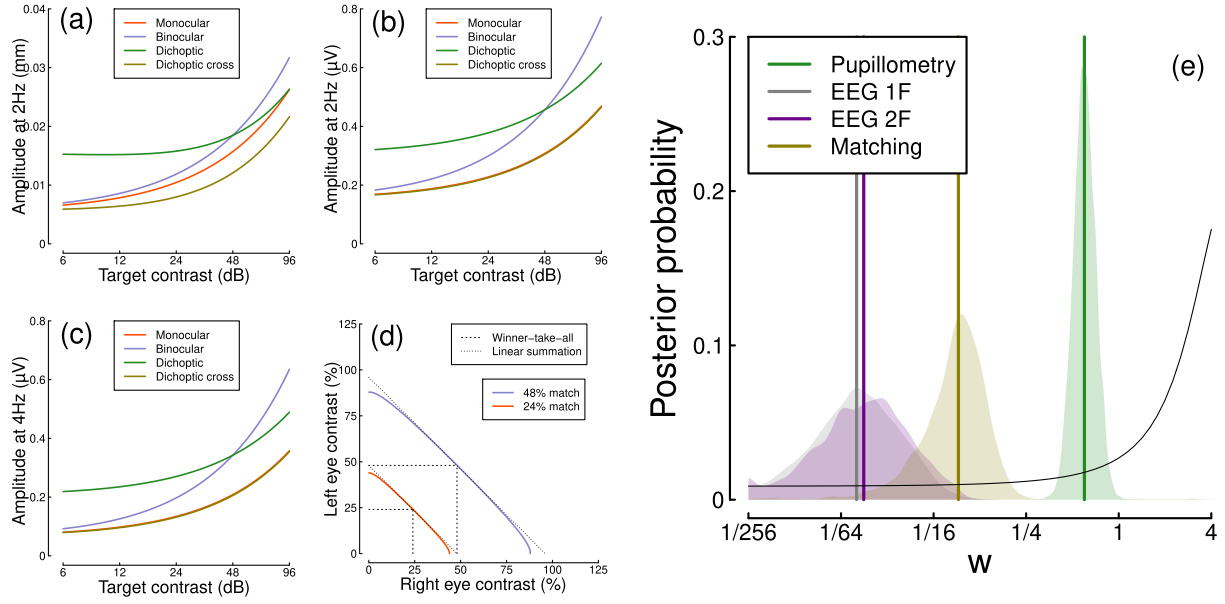 (a)
Monocular
Binocular
Dichoptic
Dichoptic cross
Amplitude at 2Hz (mm)
0.04
0.03
0.02
0.01
0
6 12 24 48 96
Target contrast (dB)
(b)
Monocular
Binocular
Dichoptic
Dichoptic cross
Amplitude at 2Hz (µV)
0.8
0.6
0.4
0.2
0
6 12 24 48 96
Target contrast (dB)
(c)
Monocular
Binocular
Dichoptic
Dichoptic cross
Amplitude at 4Hz (µV)
0.8
0.6
0.4
0.2
0
6 12 24 48 96
Target contrast (dB)
(d)
Winner−take−all
Linear summation
48% match
24% match
Left eye contrast (%)
125
100
75
50
25
0
0 25 50 75 100 125
Right eye contrast (%)
(e)
Pupillometry
EEG 1F
EEG 2F
Matching
Posterior probability
0.3
0.2
0.1
0
1/256 1/64 1/16 1/4 1 4
w